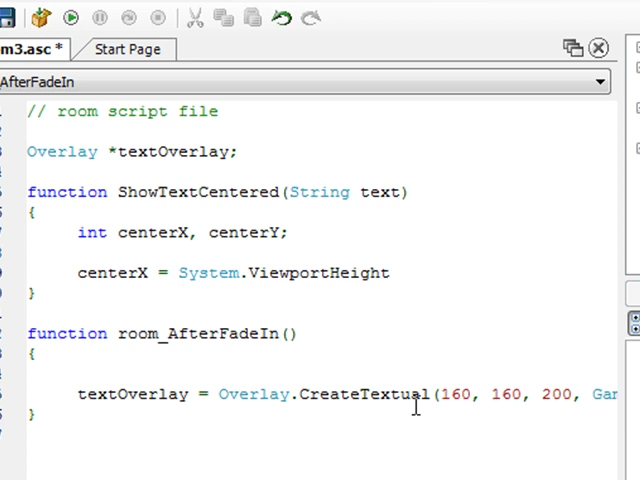 m3.asc *
Start Page
AfterFadeIn
// room script file
Overlay *textOverlay;
function ShowTextCentered(String text)
{
int centerX, centerY;
centerX = System.ViewportHeight
}
function room_AfterFadeIn()
{
textOverlay = Overlay.CreateTextual(160, 160, 200, Gam
}